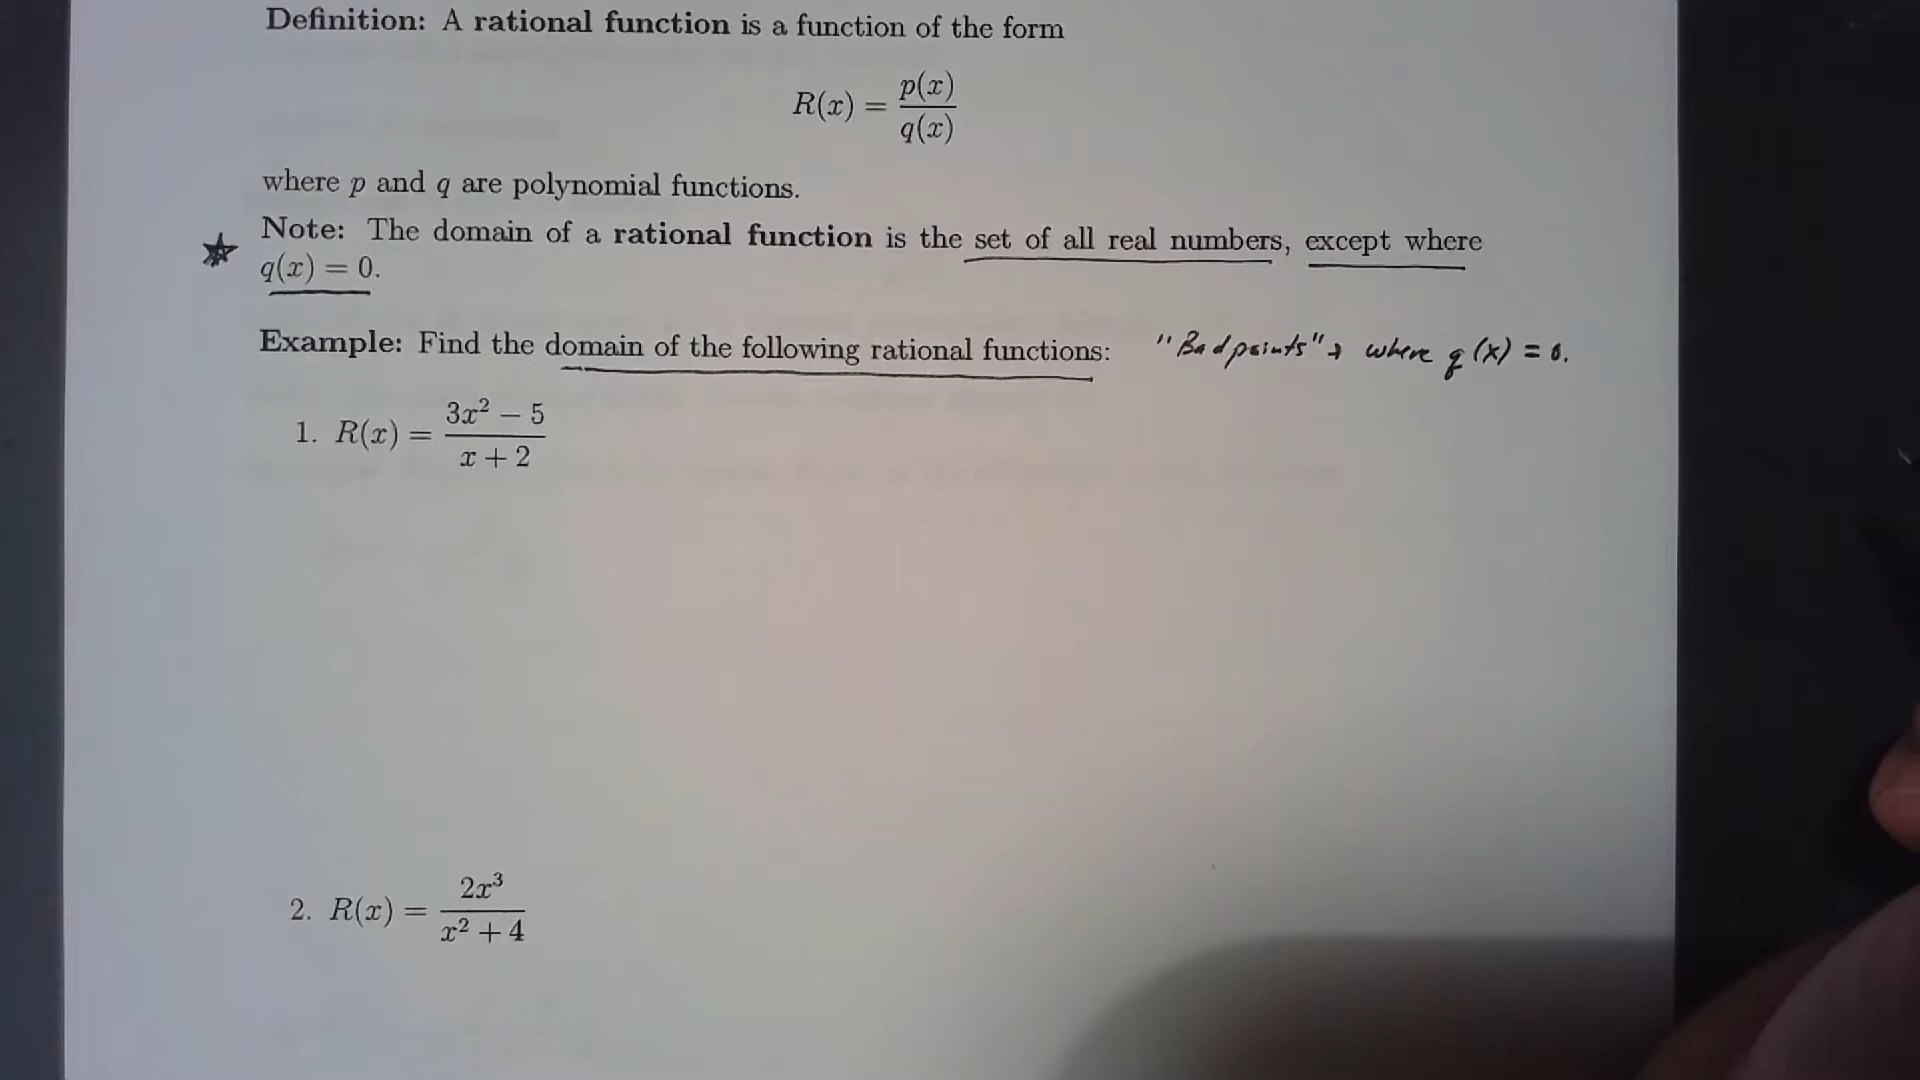 Definition: A rational function is a function of the form
R(x) = p(x)/q(x)
where p and q are polynomial functions.
Note: The domain of a rational function is the set of all real numbers, except where
q(x) = 0.
Example: Find the domain of the following rational functions: "Bad points" → where q(x) = 0.
1. R(x) = (3x² − 5)/(x + 2)
2. R(x) = 2x³/(x² + 4)